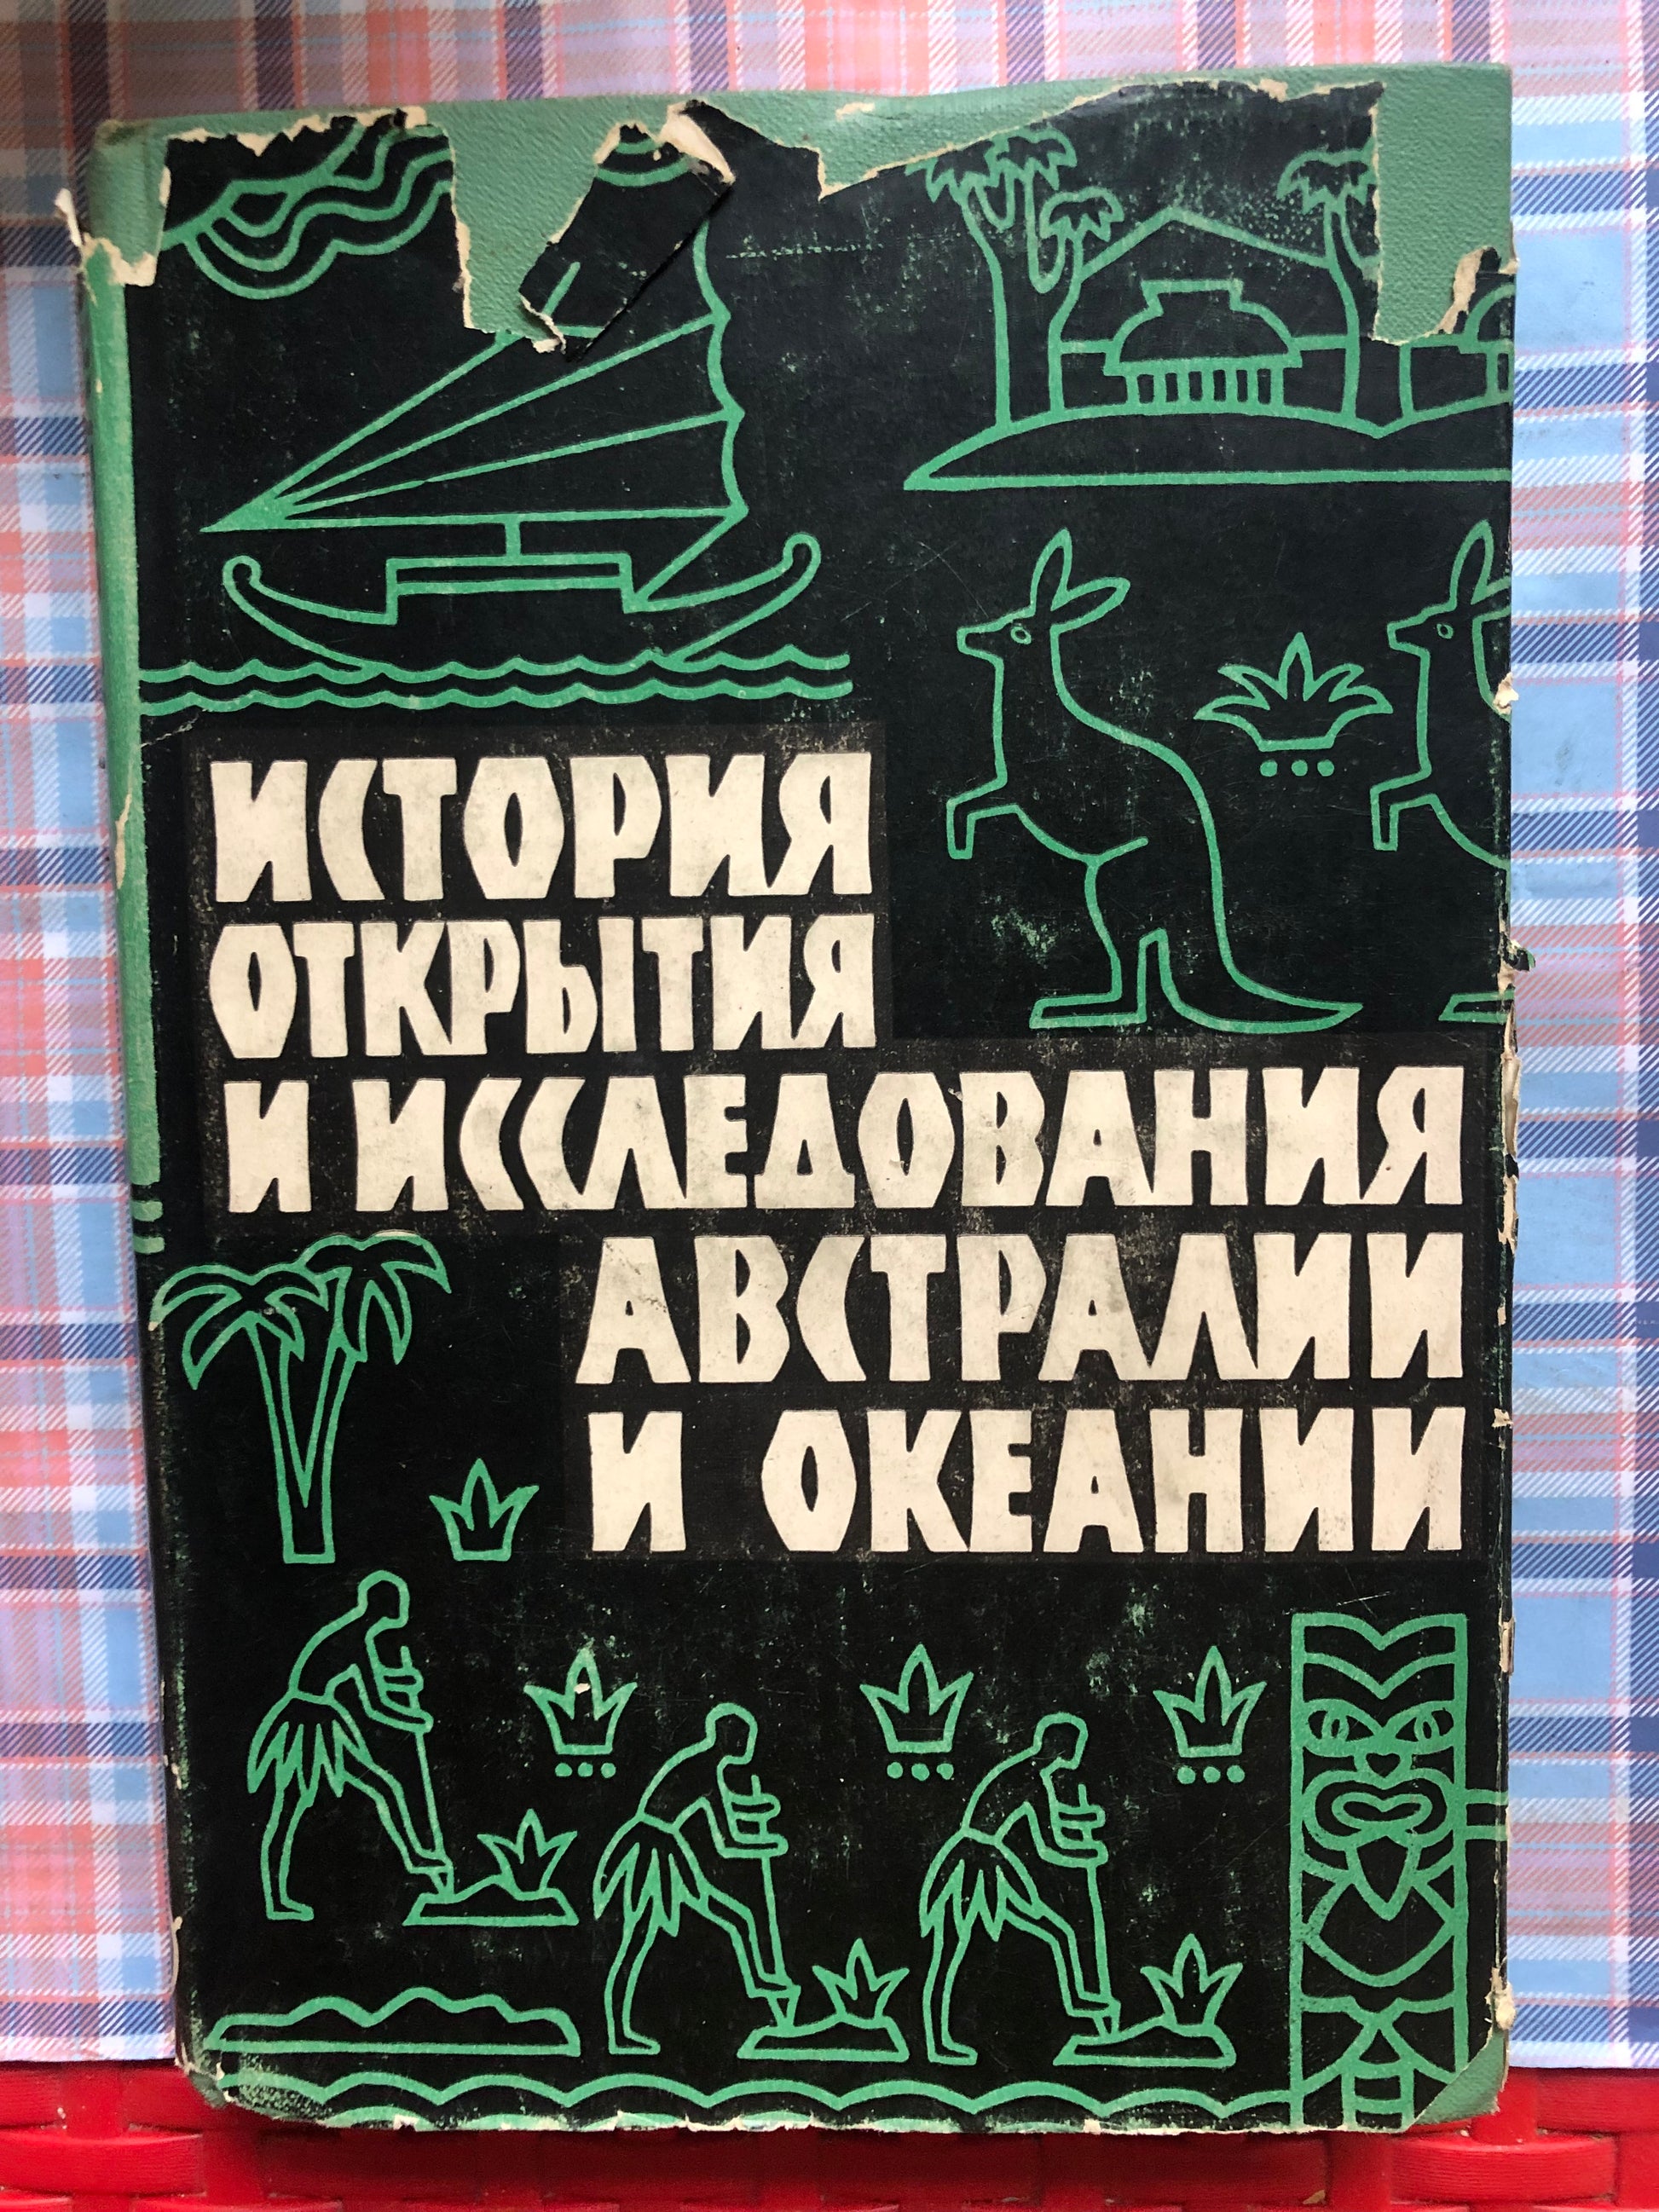 ИСТОРИЯ
ОТКРЫТИЯ
И ИССЛЕДОВАНИЯ
АВСТРАЛИИ
И ОКЕАНИИ